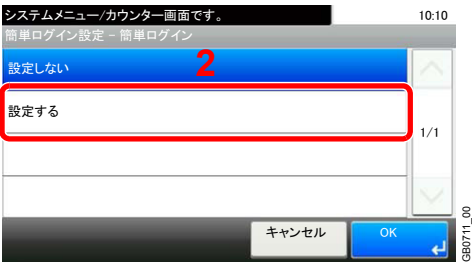 システムメニュー/カウンター画面です。 10:10
簡単ログイン設定 - 簡単ログイン
設定しない 2
設定する
1/1
キャンセル OK
GB0711_00